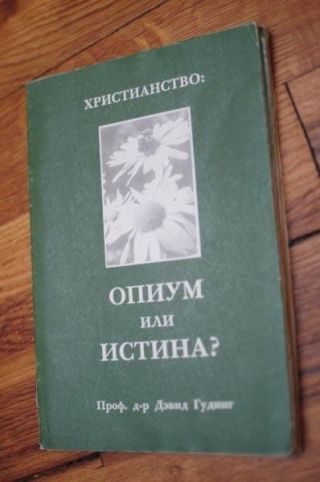 ХРИСТИАНСТВО:
ОПИУМ
ИЛИ
ИСТИНА?
Проф. д-р Дэвид Гудинг